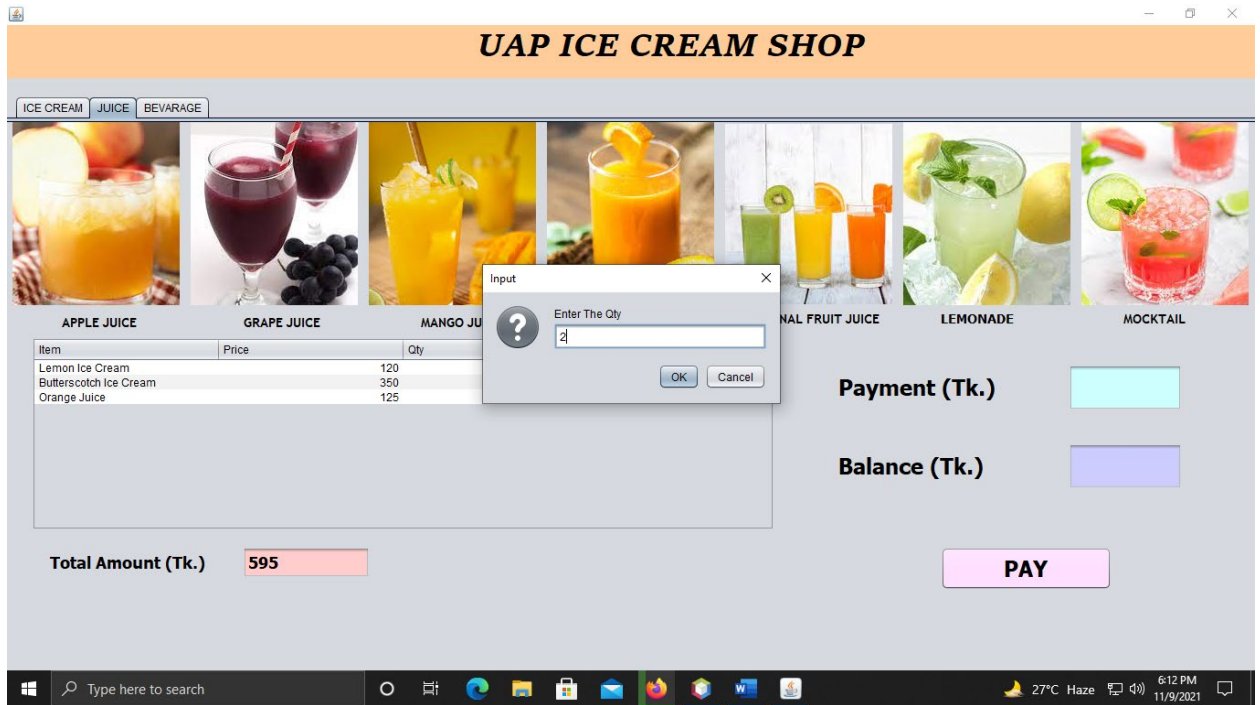 UAP ICE CREAM SHOP
ICE CREAM JUICE BEVARAGE
APPLE JUICE GRAPE JUICE MANGO JU NAL FRUIT JUICE LEMONADE MOCKTAIL
Input
Enter The Qty
2
OK Cancel
Item Price Qty
Lemon Ice Cream 120
Butterscotch Ice Cream 350
Orange Juice 125
Payment (Tk.)
Balance (Tk.)
Total Amount (Tk.) 595
PAY
Type here to search
27°C Haze
6:12 PM
11/9/2021